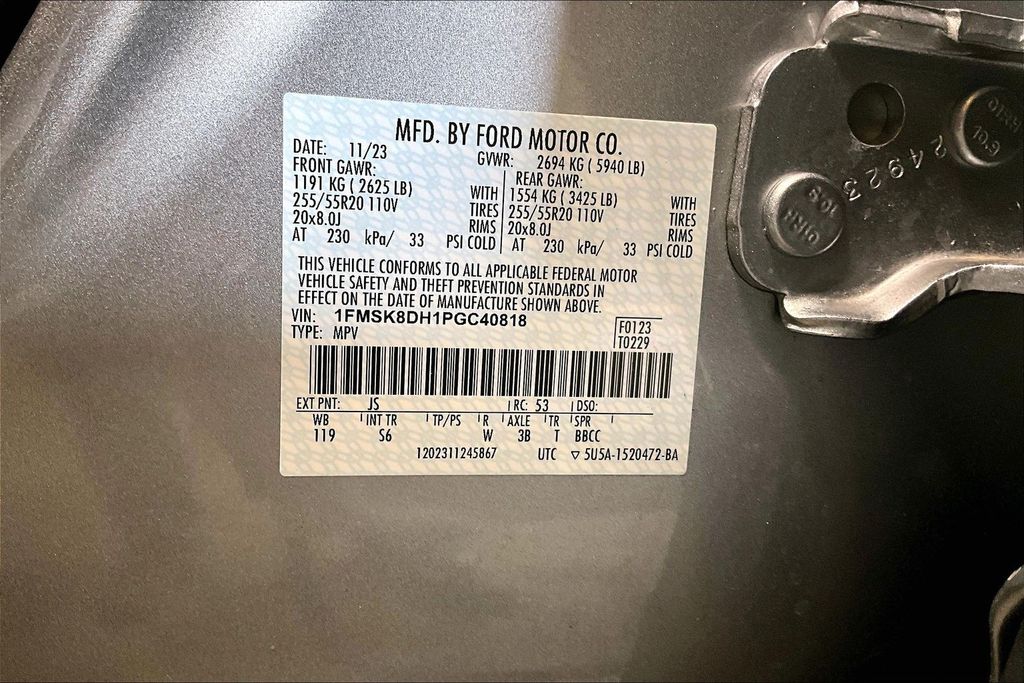 MFD. BY FORD MOTOR CO.
DATE: 11/23 GVWR: 2694 KG ( 5940 LB)
FRONT GAWR: REAR GAWR:
1191 KG ( 2625 LB) WITH 1554 KG ( 3425 LB) WITH
255/55R20 110V TIRES 255/55R20 110V TIRES
20x8.0J RIMS 20x8.0J RIMS
AT 230 kPa/ 33 PSI COLD AT 230 kPa/ 33 PSI COLD
THIS VEHICLE CONFORMS TO ALL APPLICABLE FEDERAL MOTOR
VEHICLE SAFETY AND THEFT PREVENTION STANDARDS IN
EFFECT ON THE DATE OF MANUFACTURE SHOWN ABOVE.
VIN: 1FMSK8DH1PGC40818
TYPE: MPV
F0123
T0229
EXT PNT: JS RC: 53 DSO:
WB INT TR TP/PS R AXLE TR SPR
119 S6 W 3B T BBCC
1202311245867 UTC ▽ 5U5A-1520472-BA
24923
10.9